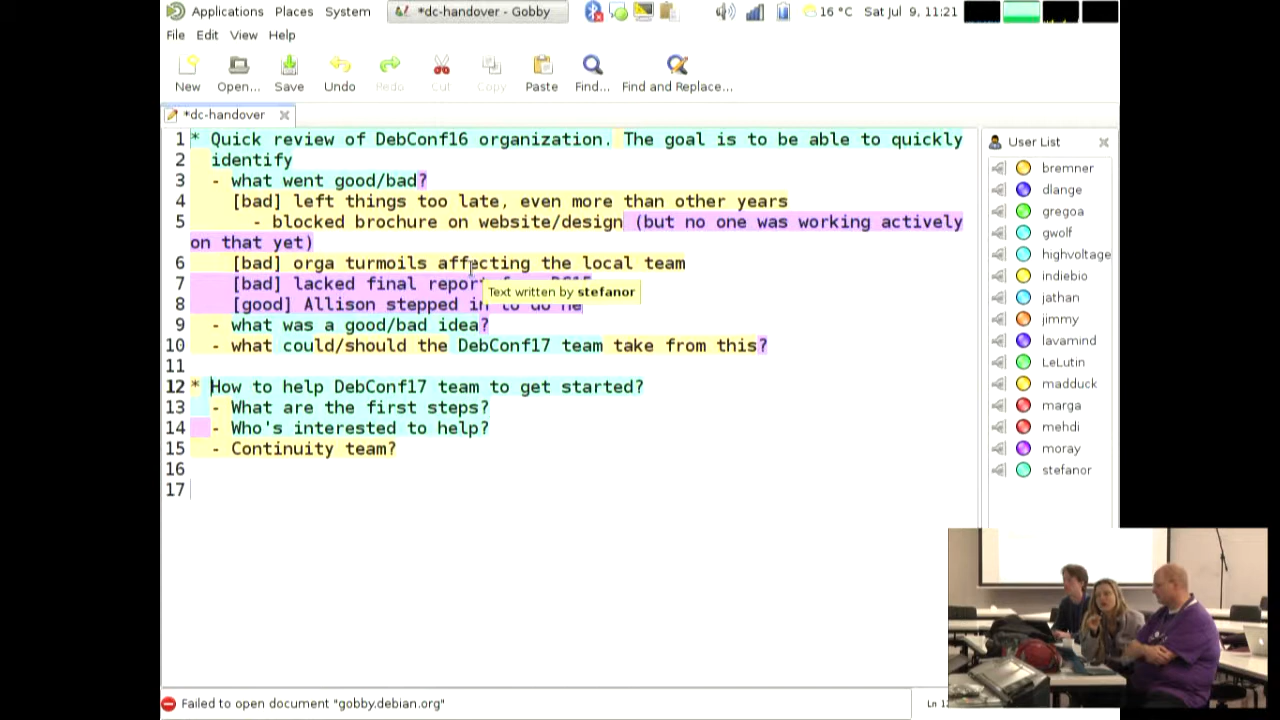 Applications Places System *dc-handover - Gobby 16 °C Sat Jul 9, 11:21
File Edit View Help
New Open... Save Undo Redo Cut Copy Paste Find... Find and Replace...
*dc-handover
User List
1 * Quick review of DebConf16 organization. The goal is to be able to quickly
2 identify
3 - what went good/bad?
4 [bad] left things too late, even more than other years
5 - blocked brochure on website/design (but no one was working actively
on that yet)
6 [bad] orga turmoils affecting the local team
7 [bad] lacked final repor
Text written by stefanor
8 [good] Allison stepped in to do
9 - what was a good/bad idea?
10 - what could/should the DebConf17 team take from this?
11
12 * How to help DebConf17 team to get started?
13 - What are the first steps?
14 - Who's interested to help?
15 - Continuity team?
16
17
bremner
dlange
gregoa
gwolf
highvoltage
indiebio
jathan
jimmy
lavamind
LeLutin
madduck
marga
mehdi
moray
stefanor
Failed to open document "gobby.debian.org"
Ln